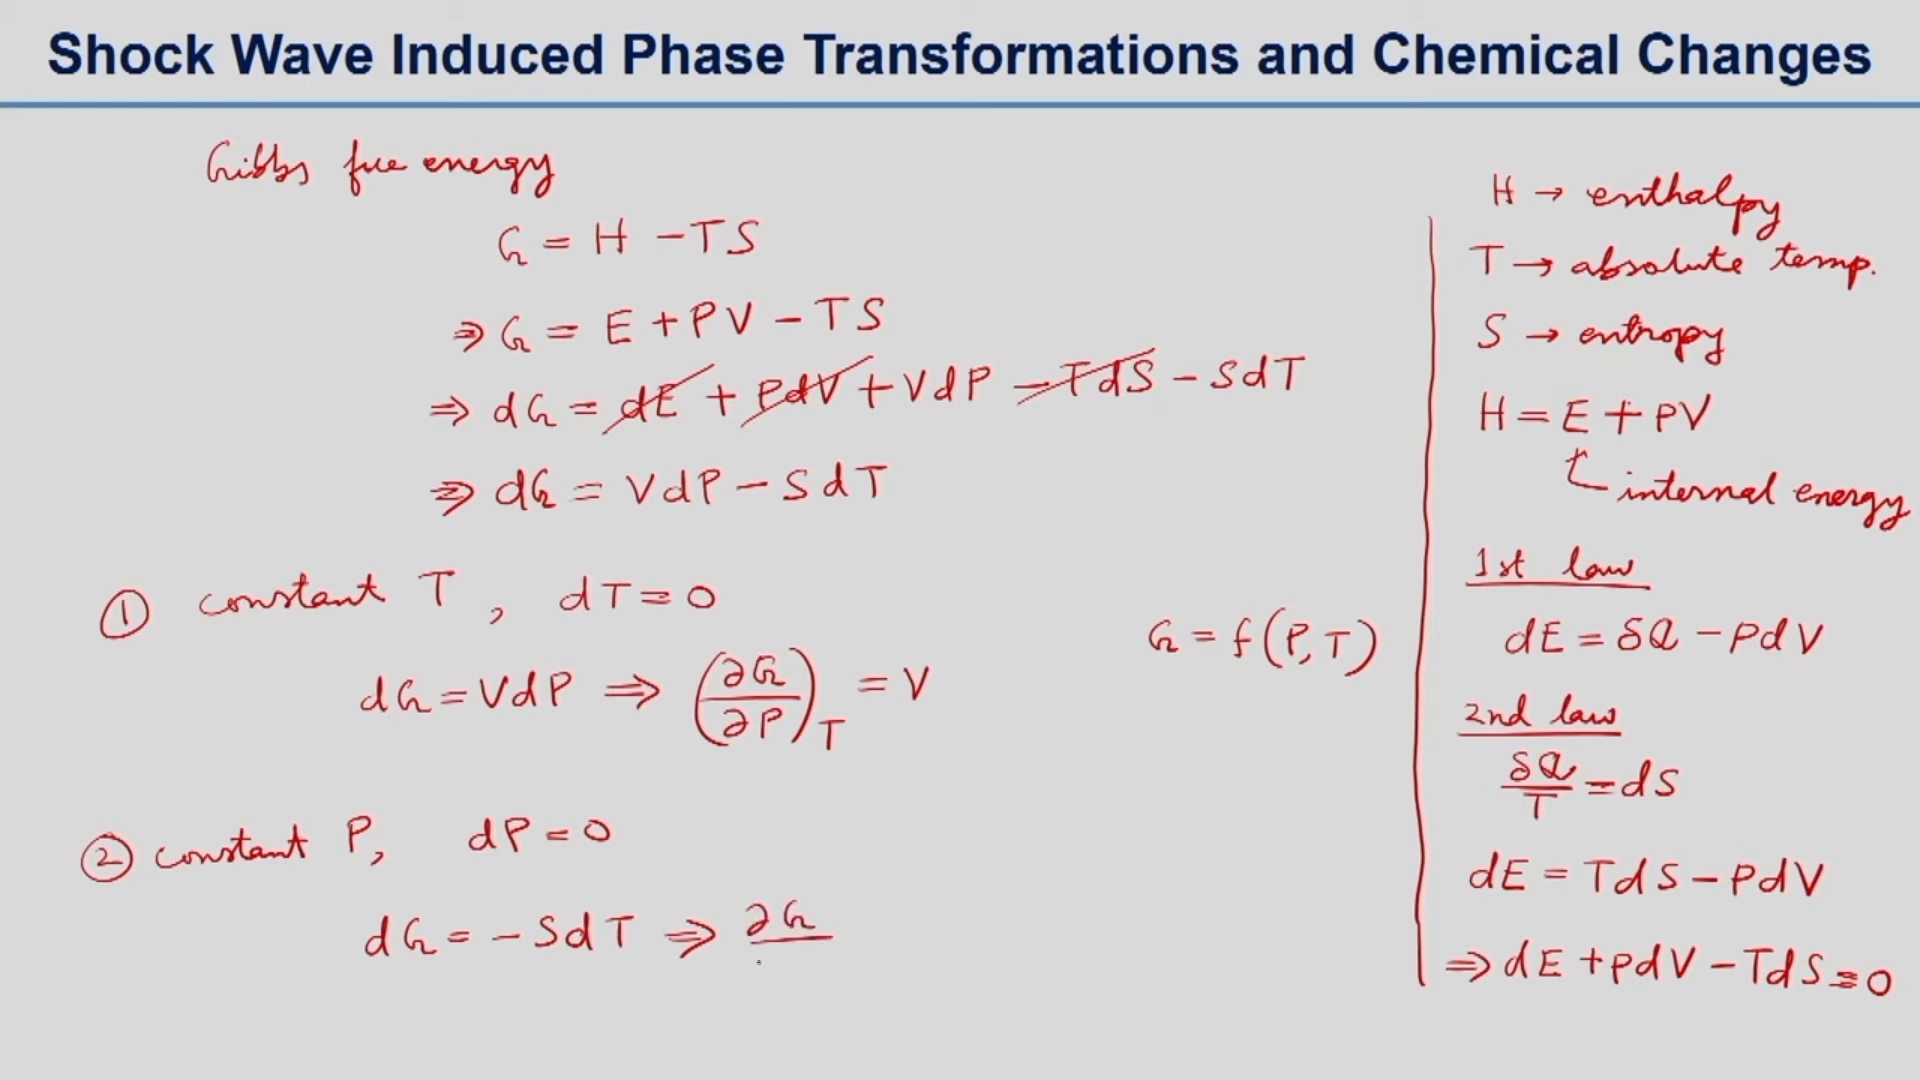 Shock Wave Induced Phase Transformations and Chemical Changes
Gibbs free energy
G = H - TS
⇒ G = E + PV - TS
⇒ dG = dE + PdV + VdP - TdS - SdT
⇒ dG = VdP - SdT
① constant T, dT = 0
dG = VdP ⇒ (∂G/∂P)_T = V
② constant P, dP = 0
dG = -SdT ⇒ ∂G
G = f(P,T)
H → enthalpy
T → absolute temp.
S → entropy
H = E + PV
internal energy
1st law
dE = δQ - PdV
2nd law
δQ/T = dS
dE = TdS - PdV
⇒ dE + PdV - TdS = 0